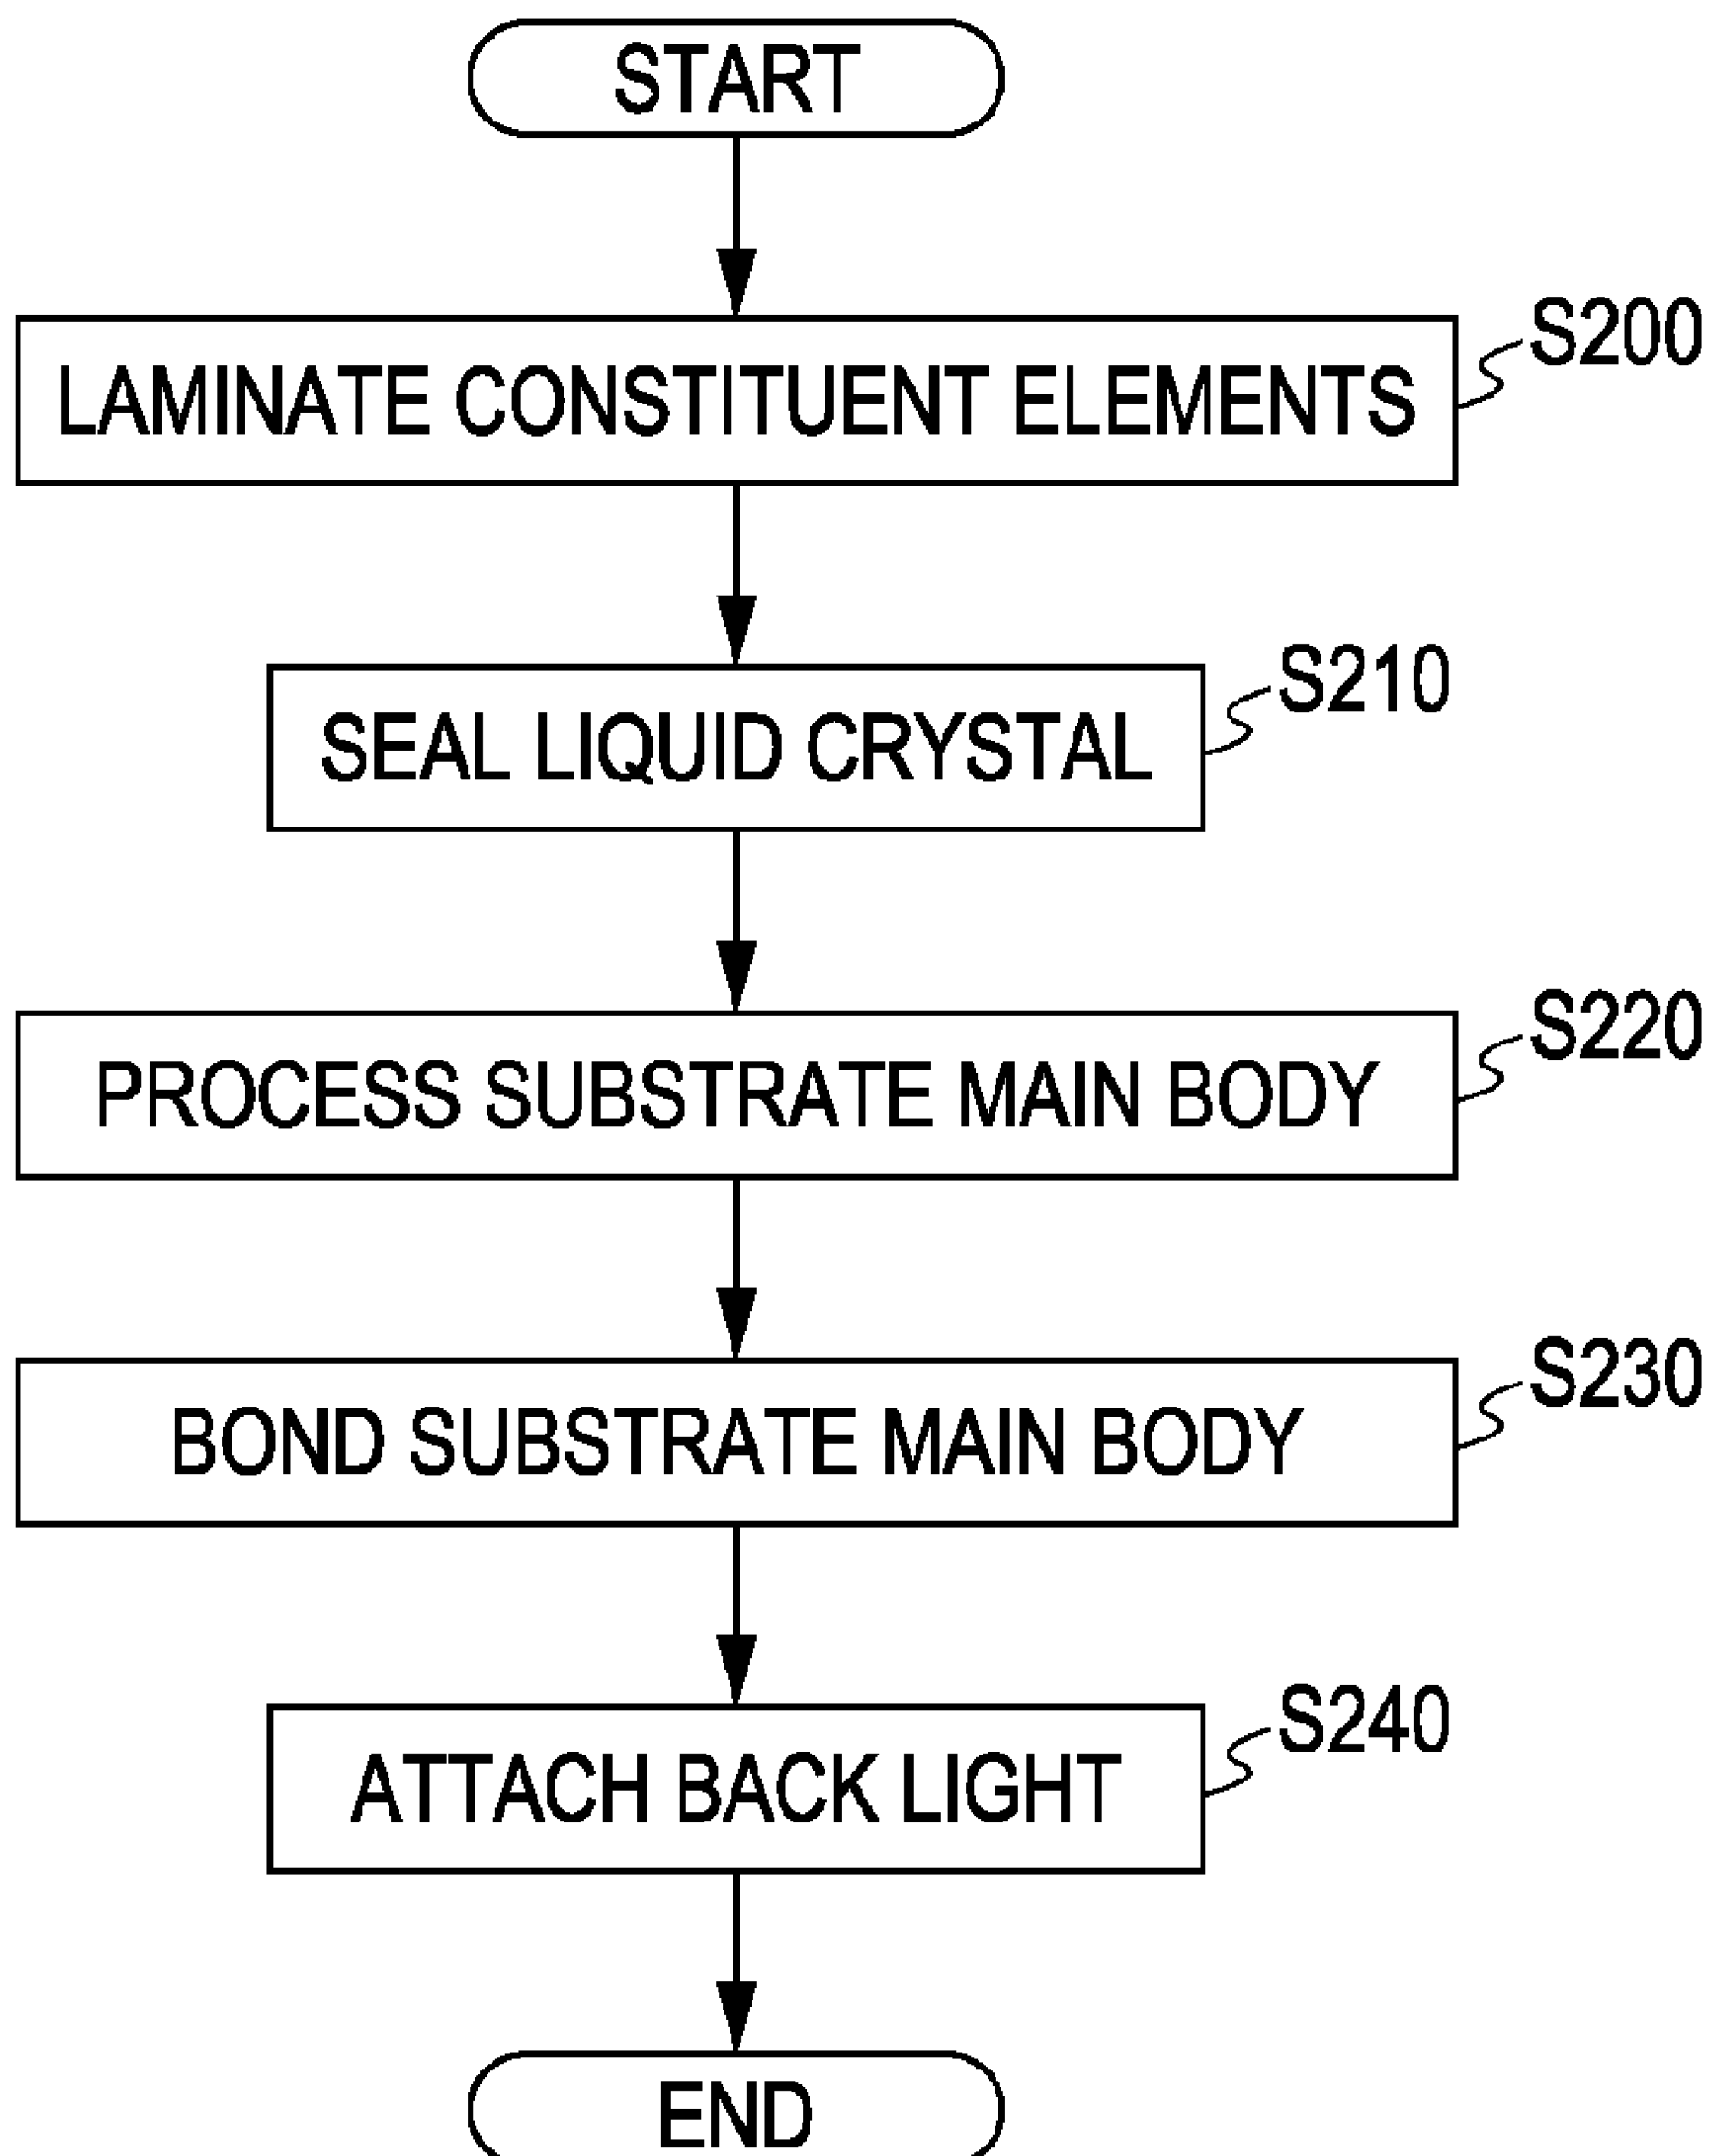 START
S200
LAMINATE CONSTITUENT ELEMENTS
S210
SEAL LIQUID CRYSTAL
S220
PROCESS SUBSTRATE MAIN BODY
S230
BOND SUBSTRATE MAIN BODY
S240
ATTACH BACK LIGHT
END